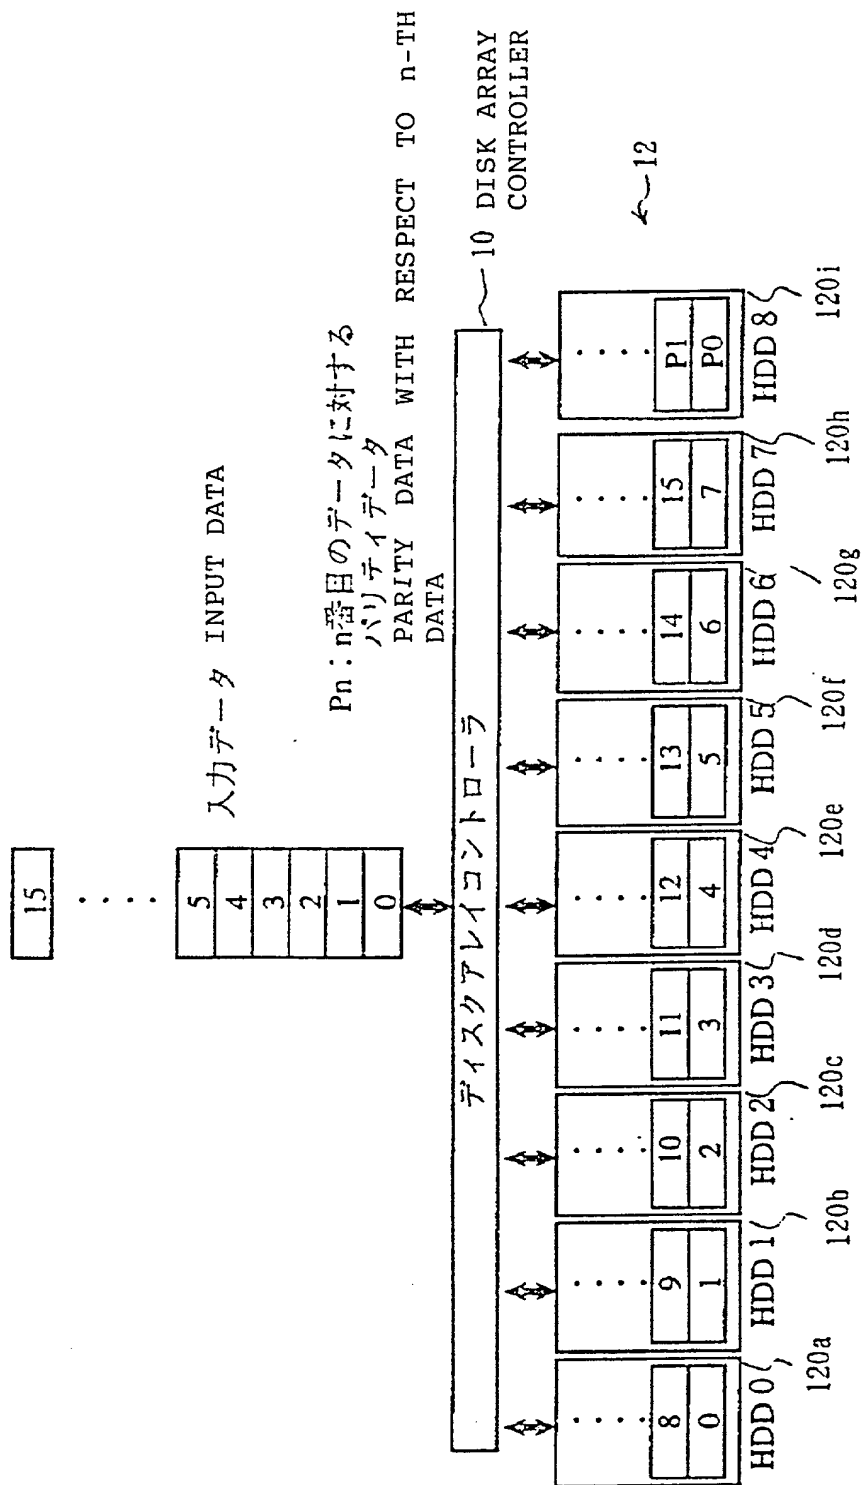 15
5
4
3
2
1
0
入力データ INPUT DATA
Pn：n番目のデータに対する
パリティデータ
PARITY DATA WITH RESPECT TO n-TH
DATA
ディスクアレイコントローラ
10 DISK ARRAY
CONTROLLER
12
8
0
HDD 0
120a
9
1
HDD 1
120b
10
2
HDD 2
120c
11
3
HDD 3
120d
12
4
HDD 4
120e
13
5
HDD 5
120f
14
6
HDD 6
120g
15
7
HDD 7
120h
P1
P0
HDD 8
120i